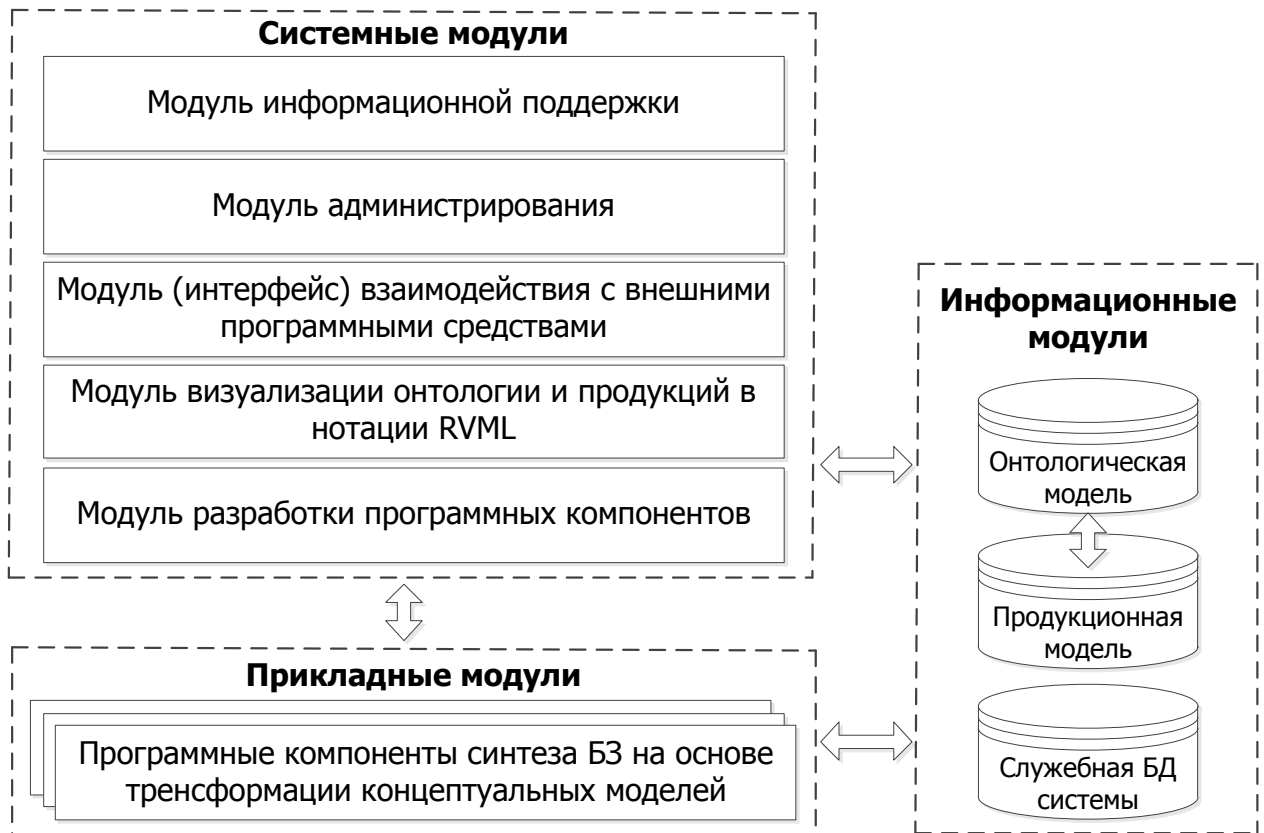 Системные модули
Модуль информационной поддержки
Модуль администрирования
Модуль (интерфейс) взаимодействия с внешними
программными средствами
Модуль визуализации онтологии и продукций в
нотации RVML
Модуль разработки программных компонентов
Прикладные модули
Программные компоненты синтеза БЗ на основе
тренсформации концептуальных моделей
Информационные
модули
Онтологическая
модель
Продукционная
модель
Служебная БД
системы